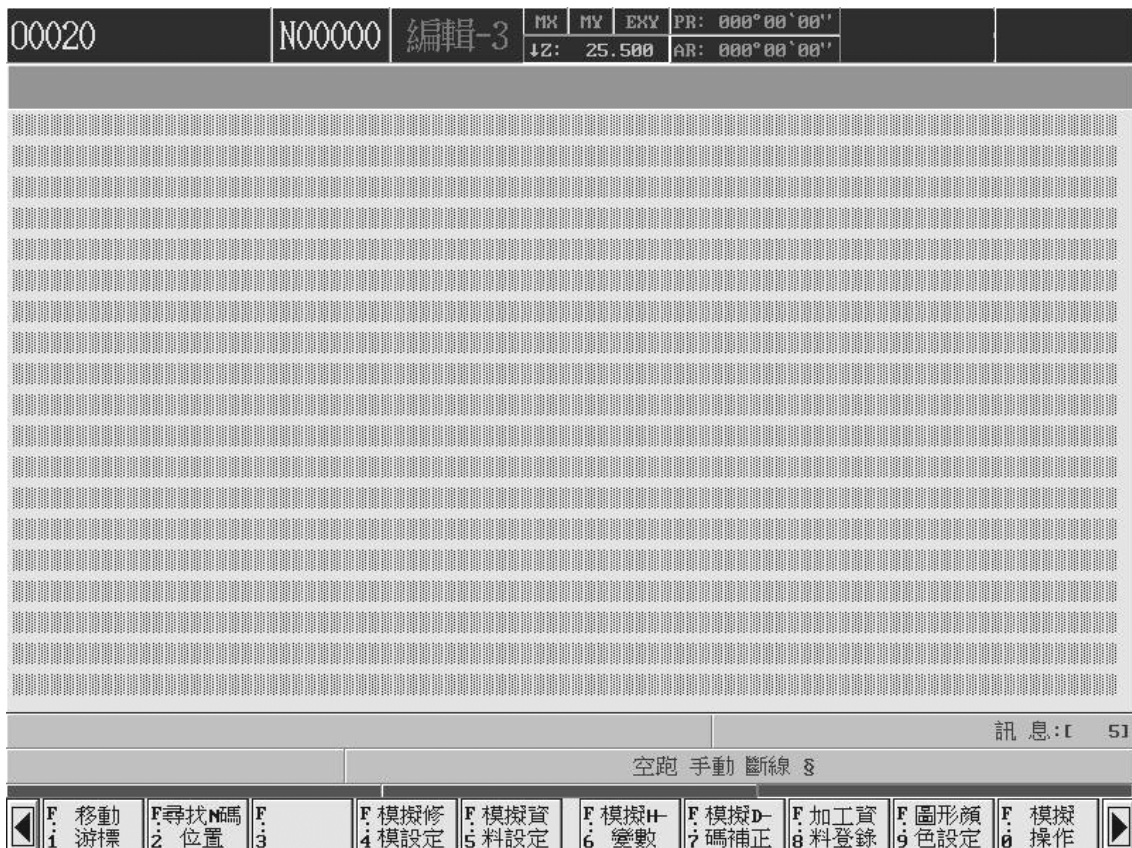 O0020 N00000 編輯-3 MX MY EXY PR: 000°00`00''
↓Z: 25.500 AR: 000°00`00''
訊 息:[ 5]
空跑 手動 斷線 §
F.1 移動游標
F.2 尋找N碼位置
F.3
F.4 模擬修模設定
F.5 模擬資料設定
F.6 模擬H-變數
F.7 模擬D-碼補正
F.8 加工資料登錄
F.9 圖形顏色設定
F.0 模擬操作